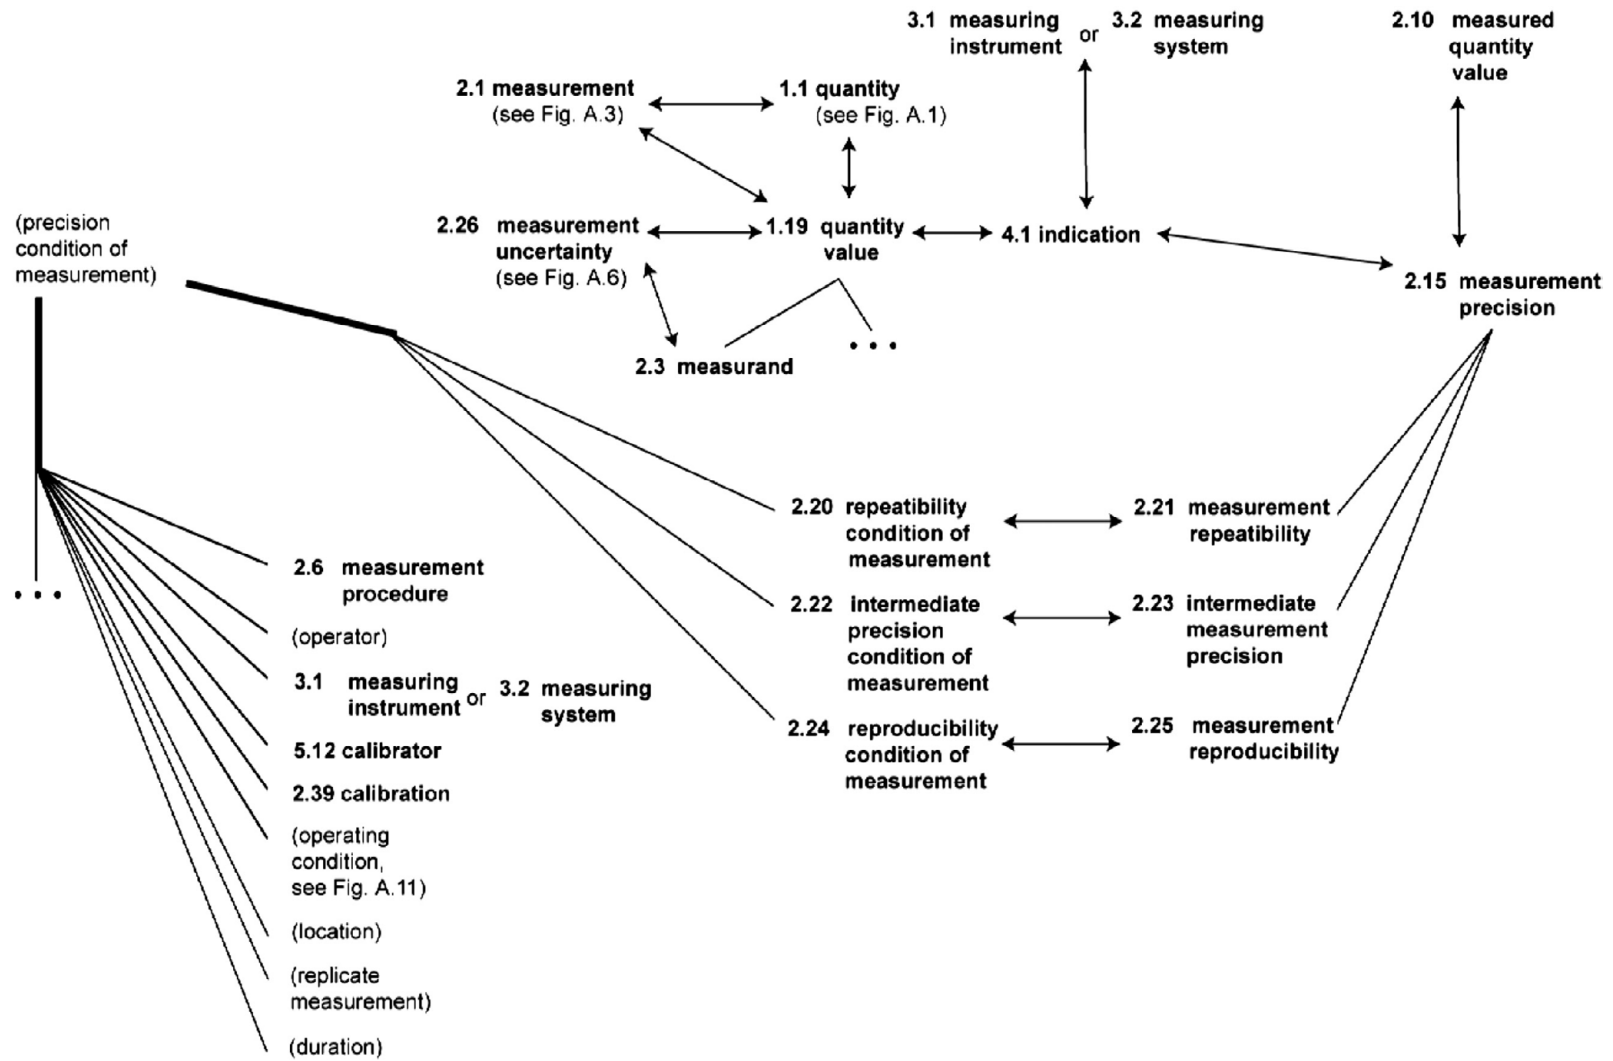 3.1 measuring
instrument
or
3.2 measuring
system
2.10 measured
quantity
value
2.1 measurement
(see Fig. A.3)
1.1 quantity
(see Fig. A.1)
(precision
condition of
measurement)
2.26 measurement
uncertainty
(see Fig. A.6)
1.19 quantity
value
4.1 indication
2.15 measurement
precision
2.3 measurand
• • •
2.20 repeatibility
condition of
measurement
2.21 measurement
repeatibility
2.22 intermediate
precision
condition of
measurement
2.23 intermediate
measurement
precision
2.24 reproducibility
condition of
measurement
2.25 measurement
reproducibility
• • •
2.6 measurement
procedure
(operator)
3.1 measuring
instrument
or
3.2 measuring
system
5.12 calibrator
2.39 calibration
(operating
condition,
see Fig. A.11)
(location)
(replicate
measurement)
(duration)